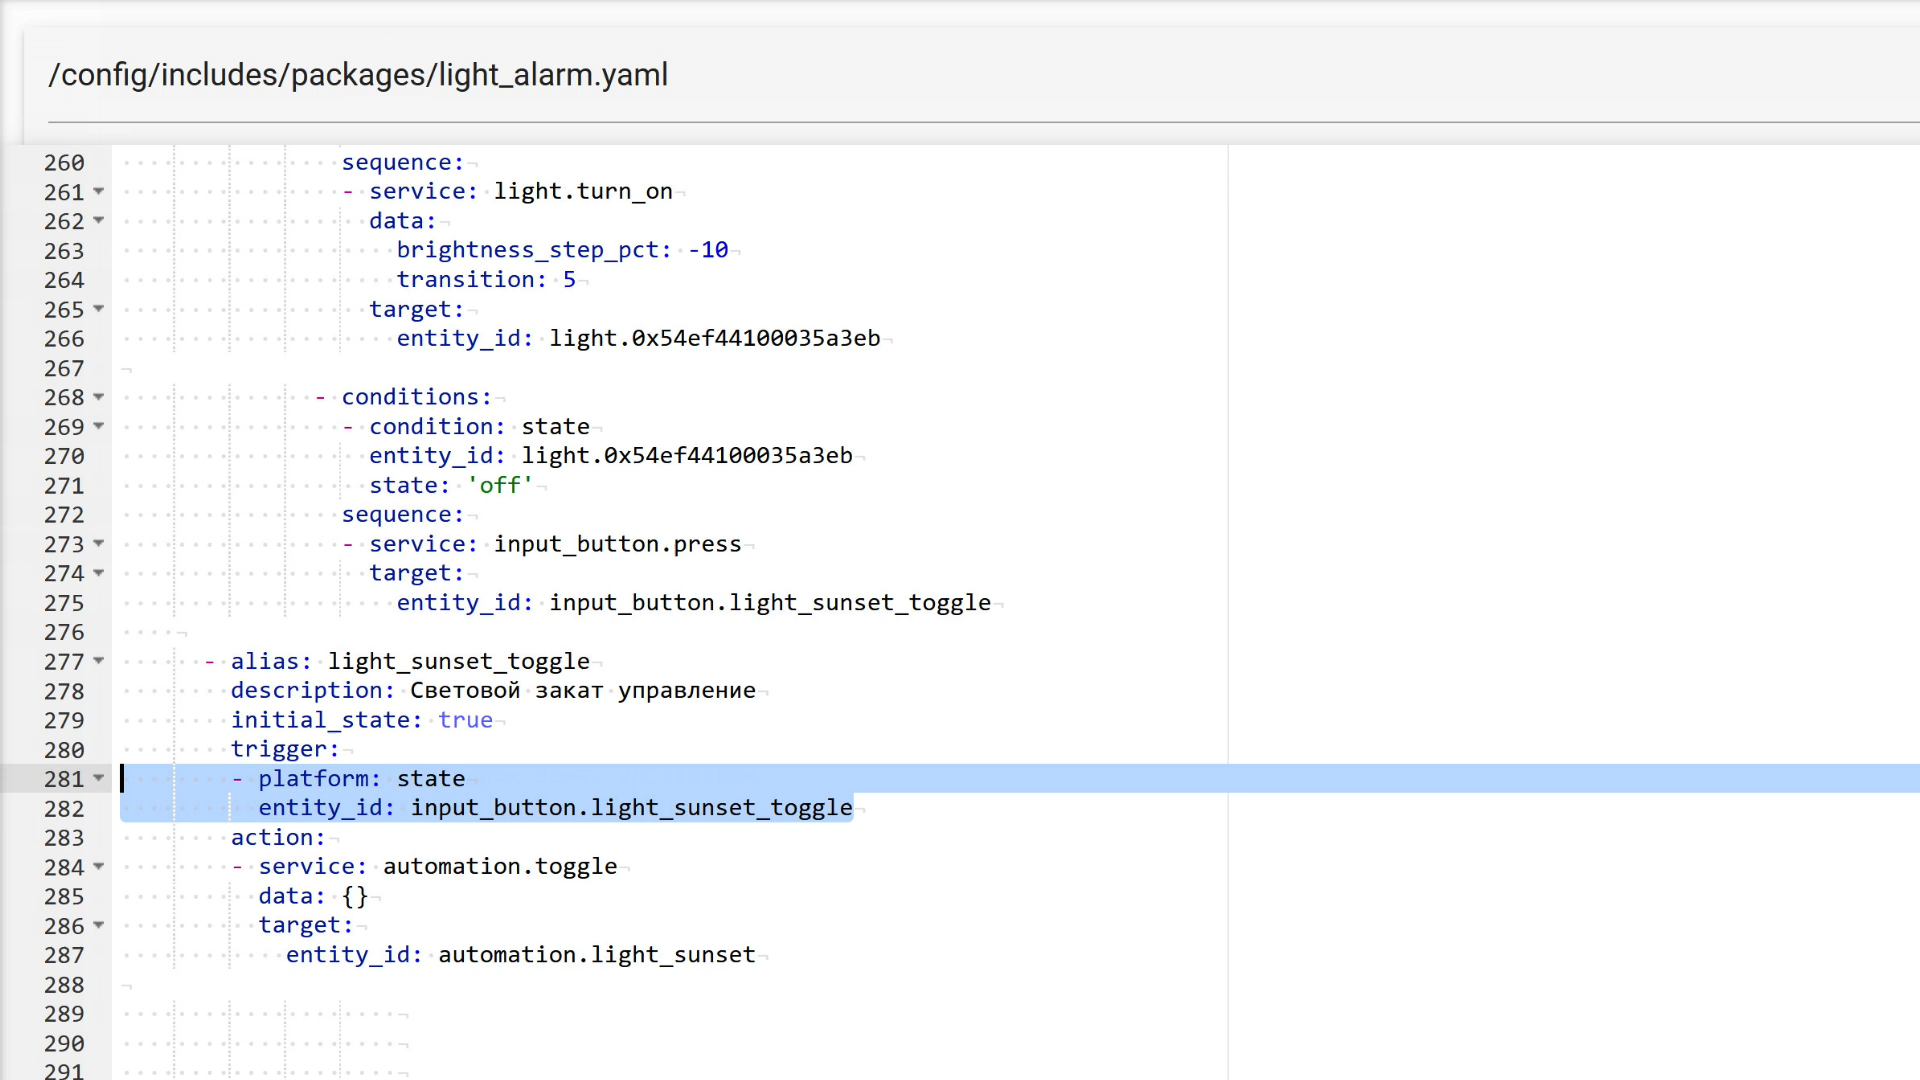 /config/includes/packages/light_alarm.yaml
260 sequence:
261 - service: light.turn_on
262 data:
263 brightness_step_pct: -10
264 transition: 5
265 target:
266 entity_id: light.0x54ef44100035a3eb
267
268 - conditions:
269 - condition: state
270 entity_id: light.0x54ef44100035a3eb
271 state: 'off'
272 sequence:
273 - service: input_button.press
274 target:
275 entity_id: input_button.light_sunset_toggle
276
277 - alias: light_sunset_toggle
278 description: Световой закат управление
279 initial_state: true
280 trigger:
281 - platform: state
282 entity_id: input_button.light_sunset_toggle
283 action:
284 - service: automation.toggle
285 data: {}
286 target:
287 entity_id: automation.light_sunset
288
289
290
291